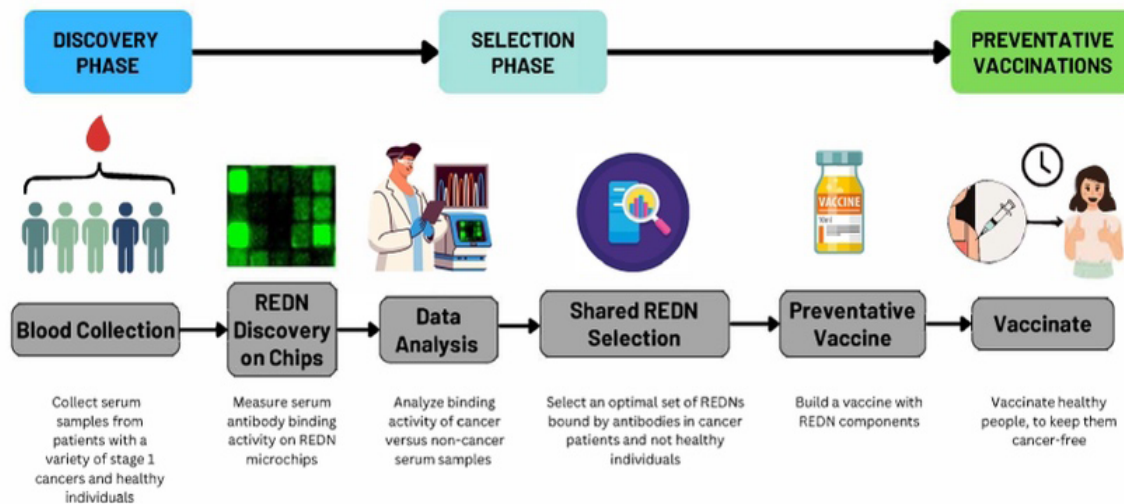 DISCOVERY
PHASE
SELECTION
PHASE
PREVENTATIVE
VACCINATIONS
VACCINE
Blood Collection
REDN
Discovery
on Chips
Data
Analysis
Shared REDN
Selection
Preventative
Vaccine
Vaccinate
Collect serum
samples from
patients with a
variety of stage 1
cancers and healthy
individuals
Measure serum
antibody binding
activity on REDN
microchips
Analyze binding
activity of cancer
versus non-cancer
serum samples
Select an optimal set of REDNs
bound by antibodies in cancer
patients and not healthy
individuals
Build a vaccine with
REDN components
Vaccinate healthy
people, to keep them
cancer-free